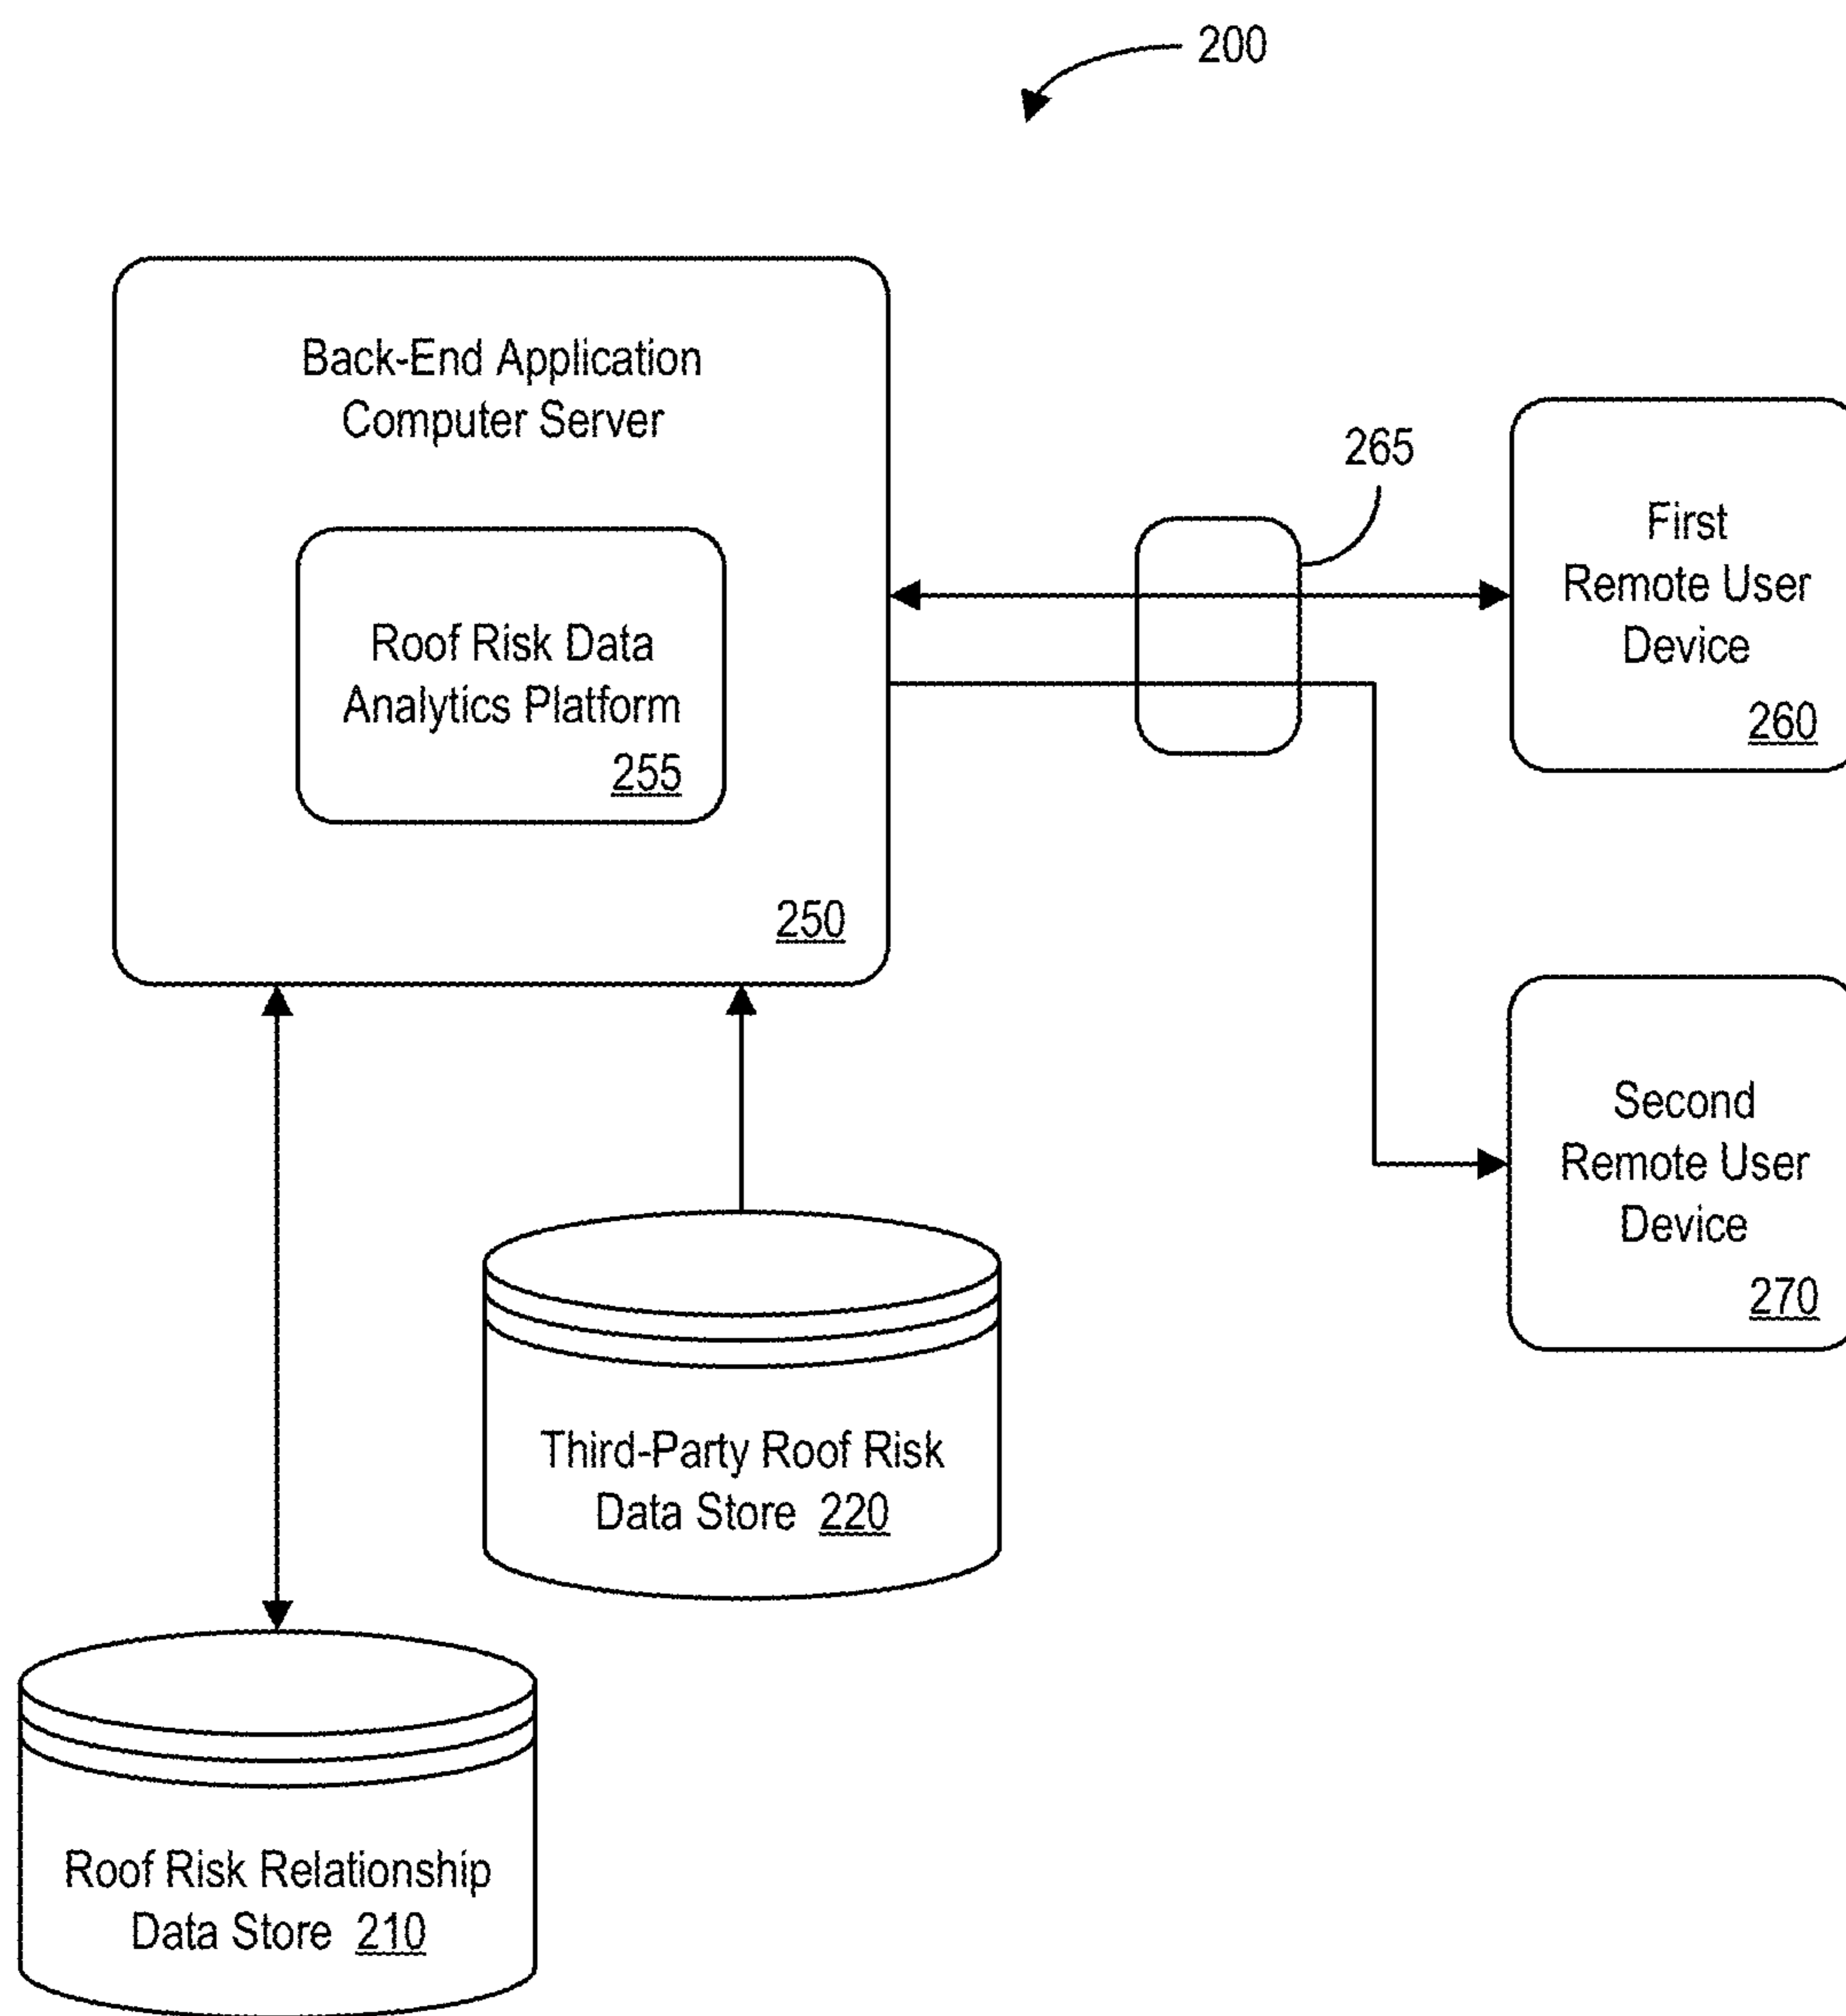 200
Back-End Application
Computer Server
Roof Risk Data
Analytics Platform
255
250
265
First
Remote User
Device
260
Second
Remote User
Device
270
Third-Party Roof Risk
Data Store 220
Roof Risk Relationship
Data Store 210